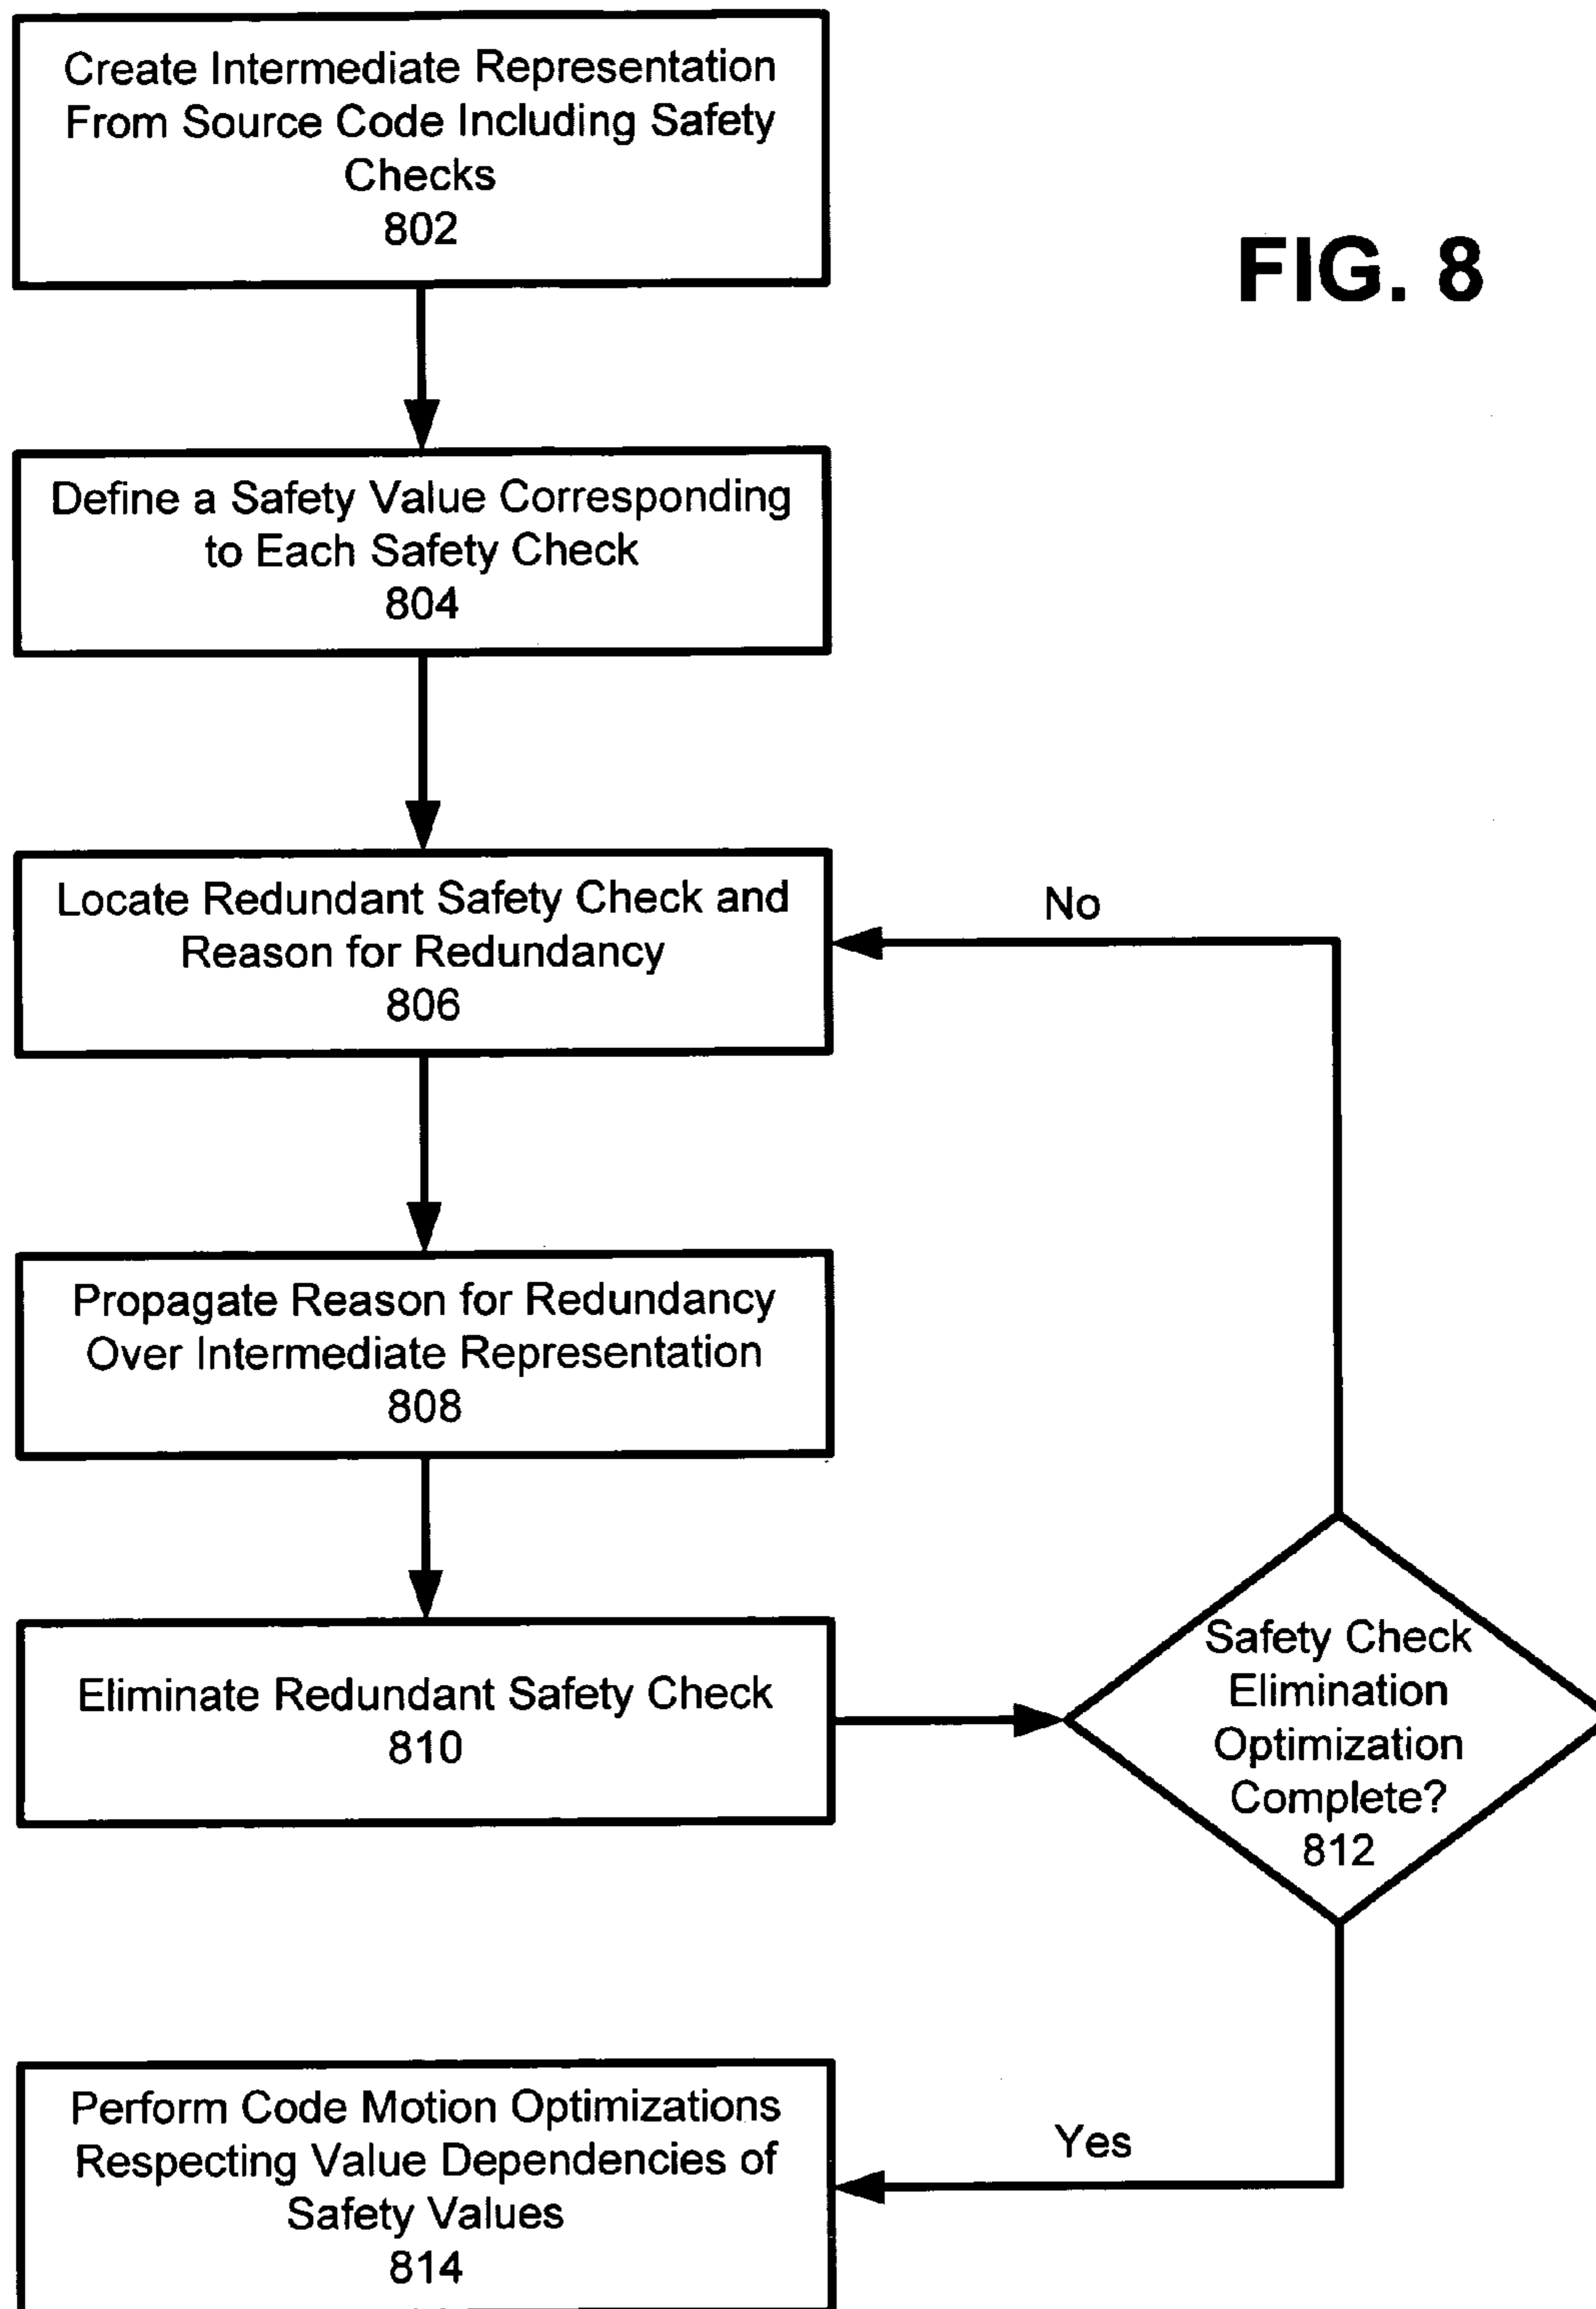 Create Intermediate Representation
From Source Code Including Safety
Checks
802
FIG. 8
Define a Safety Value Corresponding
to Each Safety Check
804
Locate Redundant Safety Check and
Reason for Redundancy
806
No
Propagate Reason for Redundancy
Over Intermediate Representation
808
Eliminate Redundant Safety Check
810
Safety Check
Elimination
Optimization
Complete?
812
Yes
Perform Code Motion Optimizations
Respecting Value Dependencies of
Safety Values
814